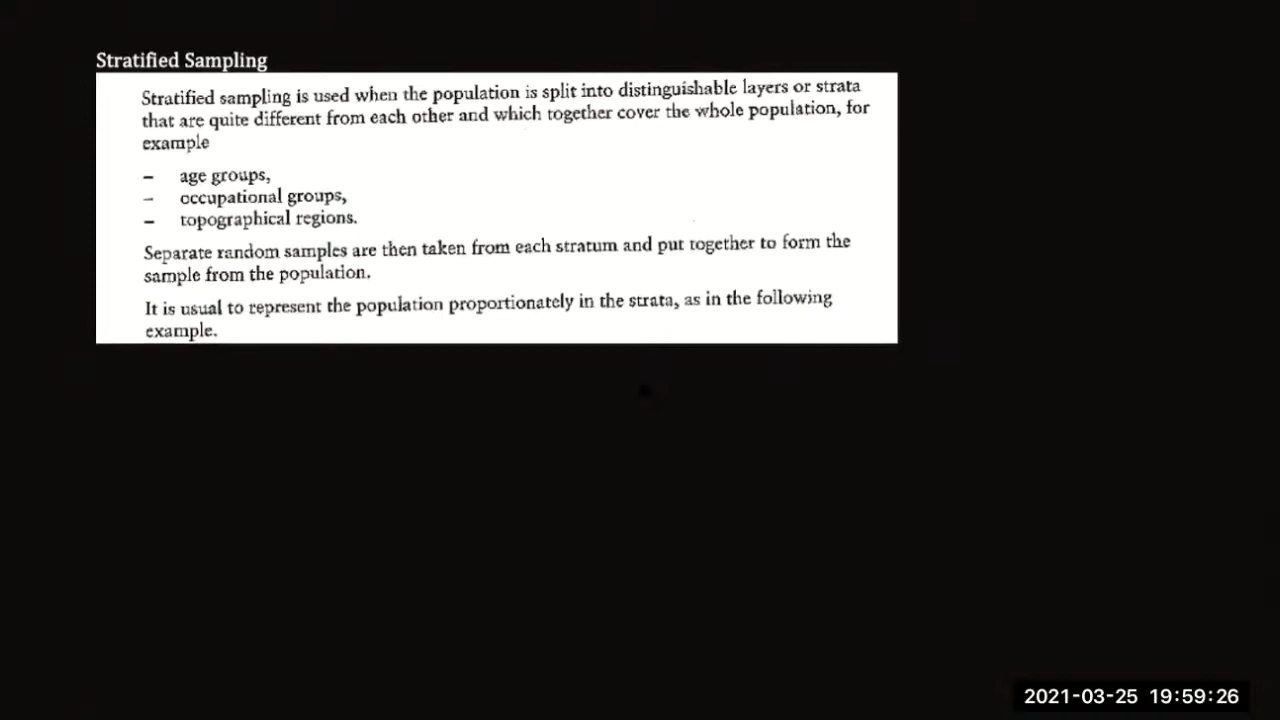 Stratified Sampling
Stratified sampling is used when the population is split into distinguishable layers or strata
that are quite different from each other and which together cover the whole population, for
example
– age groups,
– occupational groups,
– topographical regions.
Separate random samples are then taken from each stratum and put together to form the
sample from the population.
It is usual to represent the population proportionately in the strata, as in the following
example.
2021-03-25 19:59:26